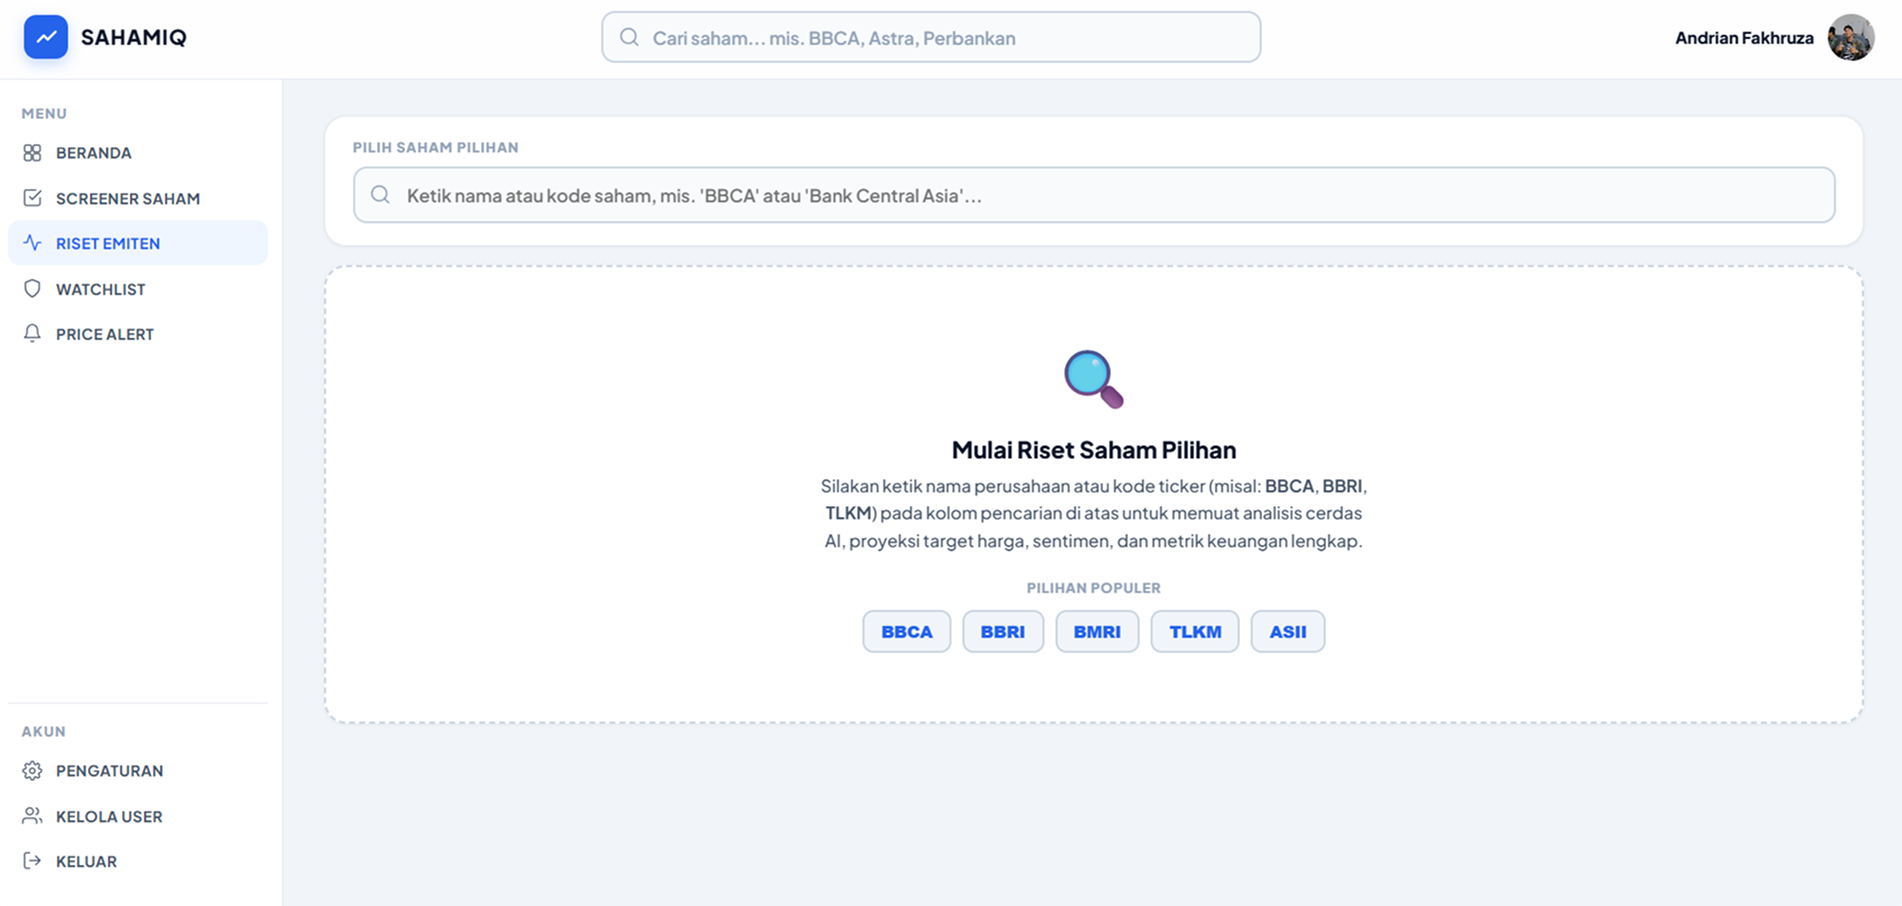 SAHAMIQ
Cari saham... mis. BBCA, Astra, Perbankan
Andrian Fakhruza
MENU
BERANDA
SCREENER SAHAM
RISET EMITEN
WATCHLIST
PRICE ALERT
AKUN
PENGATURAN
KELOLA USER
KELUAR
PILIH SAHAM PILIHAN
Ketik nama atau kode saham, mis. 'BBCA' atau 'Bank Central Asia'...
Mulai Riset Saham Pilihan
Silakan ketik nama perusahaan atau kode ticker (misal: BBCA, BBRI,
TLKM) pada kolom pencarian di atas untuk memuat analisis cerdas
AI, proyeksi target harga, sentimen, dan metrik keuangan lengkap.
PILIHAN POPULER
BBCA BBRI BMRI TLKM ASII